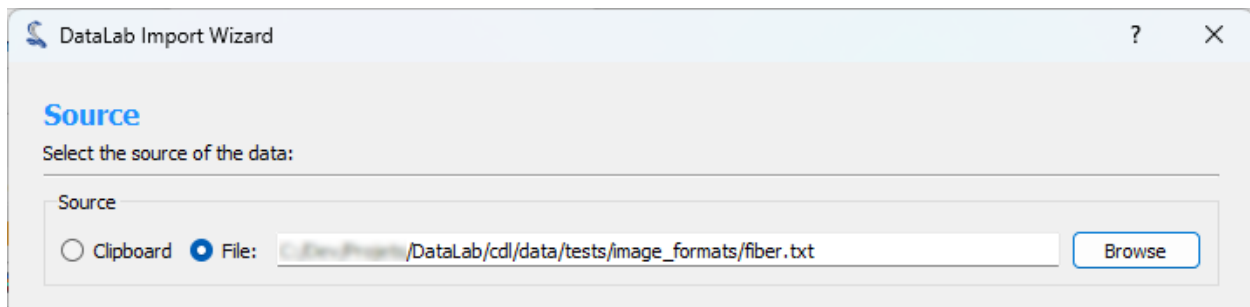 DataLab Import Wizard ?
Source
Select the source of the data:
Source
Clipboard File: /DataLab/cdl/data/tests/image_formats/fiber.txt Browse